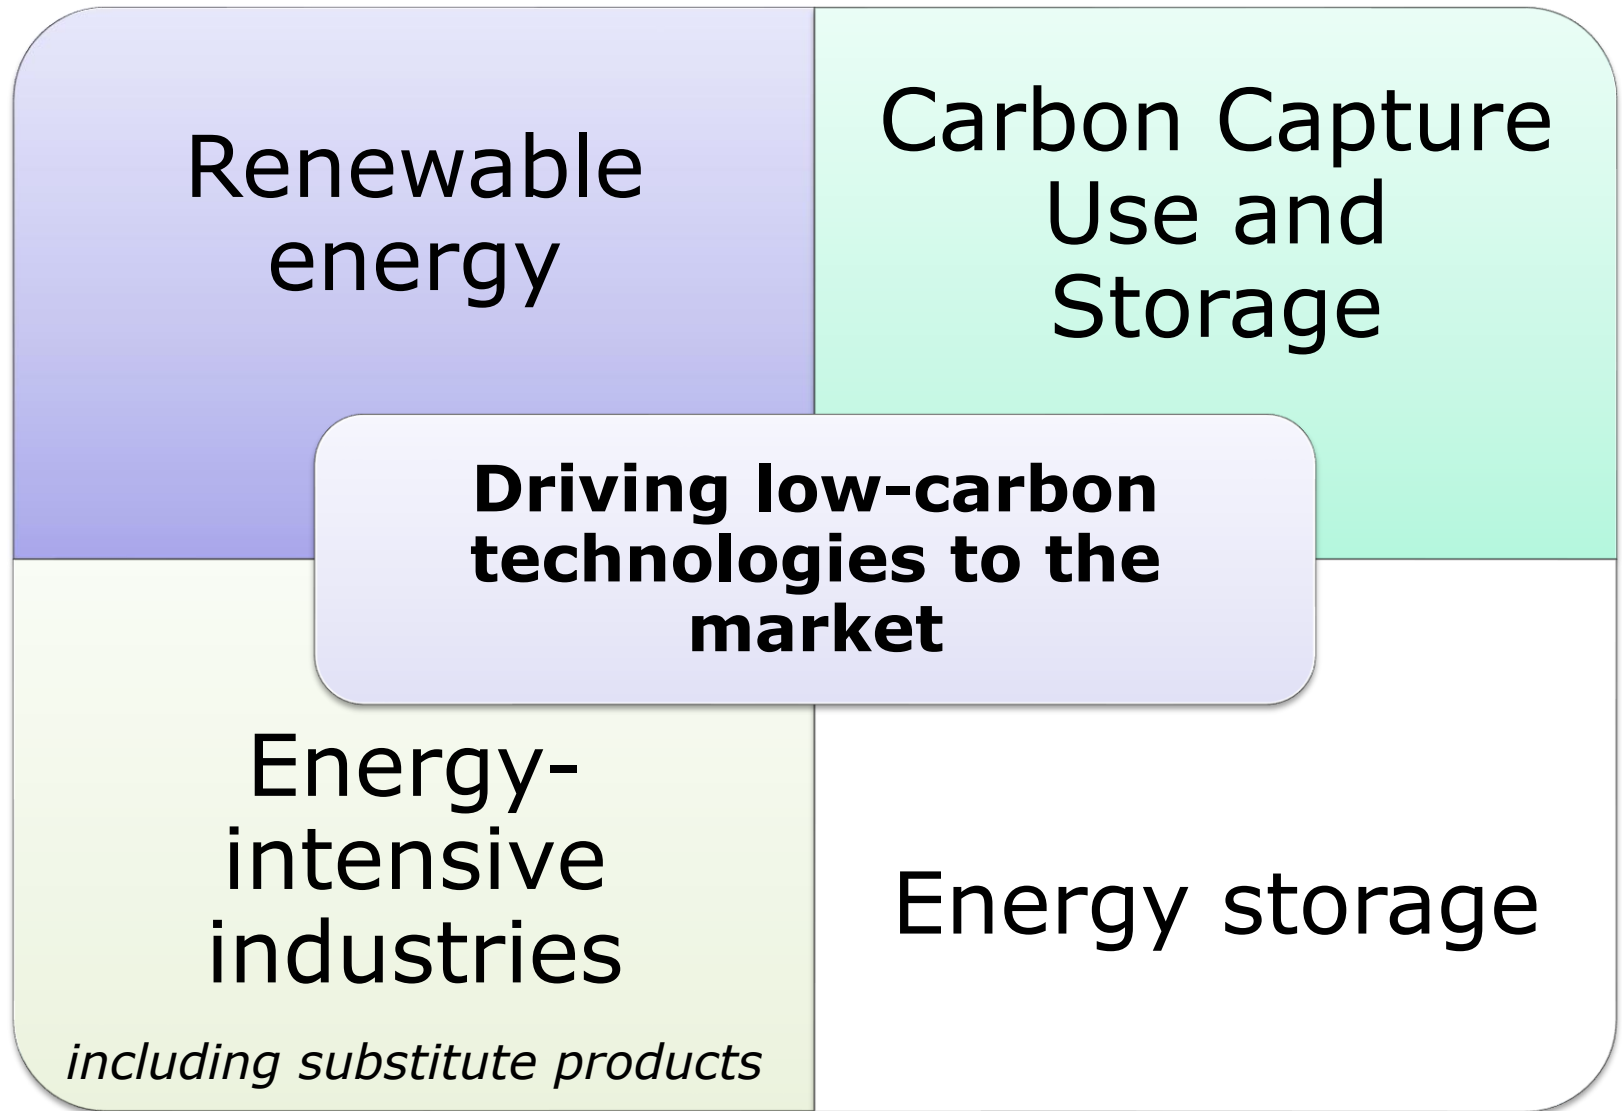 Renewable
energy
Carbon Capture
Use and
Storage
Driving low-carbon
technologies to the
market
Energy-
intensive
industries
including substitute products
Energy storage